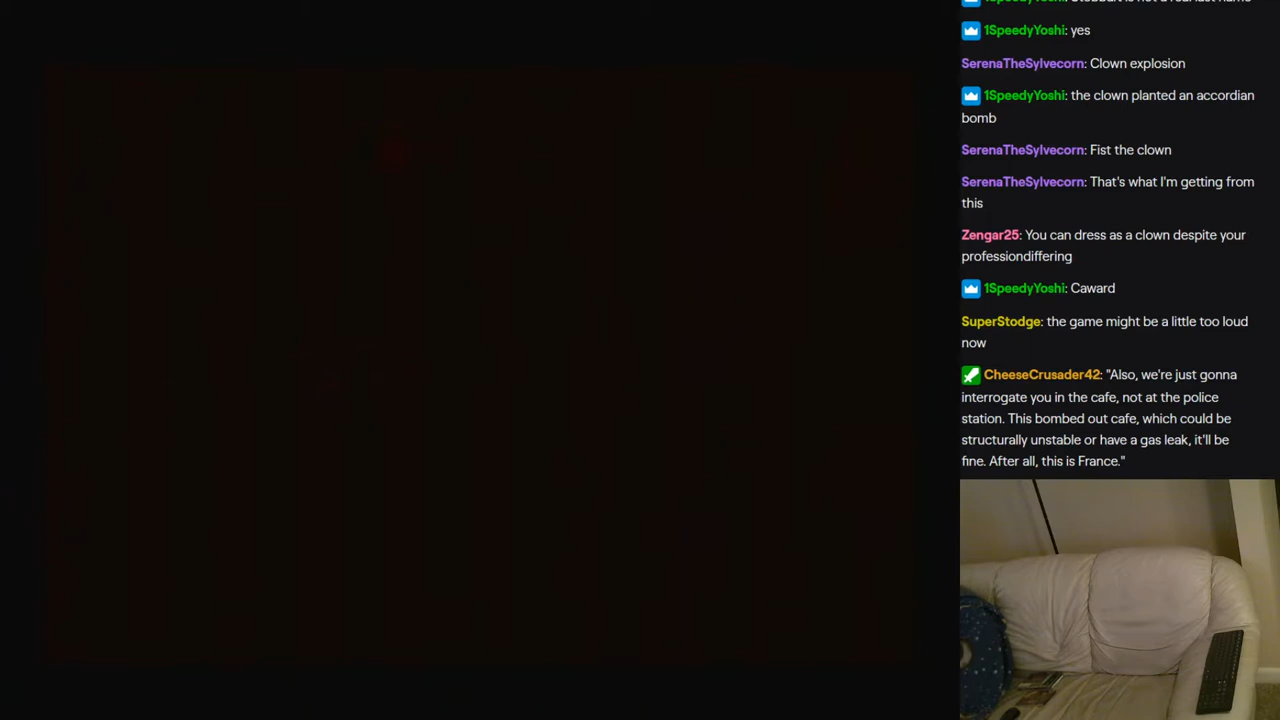 1SpeedyYoshi: yes
SerenaTheSylvecorn: Clown explosion
1SpeedyYoshi: the clown planted an accordian
bomb
SerenaTheSylvecorn: Fist the clown
SerenaTheSylvecorn: That's what I'm getting from
this
Zengar25: You can dress as a clown despite your
professiondiffering
1SpeedyYoshi: Caward
SuperStodge: the game might be a little too loud
now
CheeseCrusader42: "Also, we're just gonna
interrogate you in the cafe, not at the police
station. This bombed out cafe, which could be
structurally unstable or have a gas leak, it'll be
fine. After all, this is France."